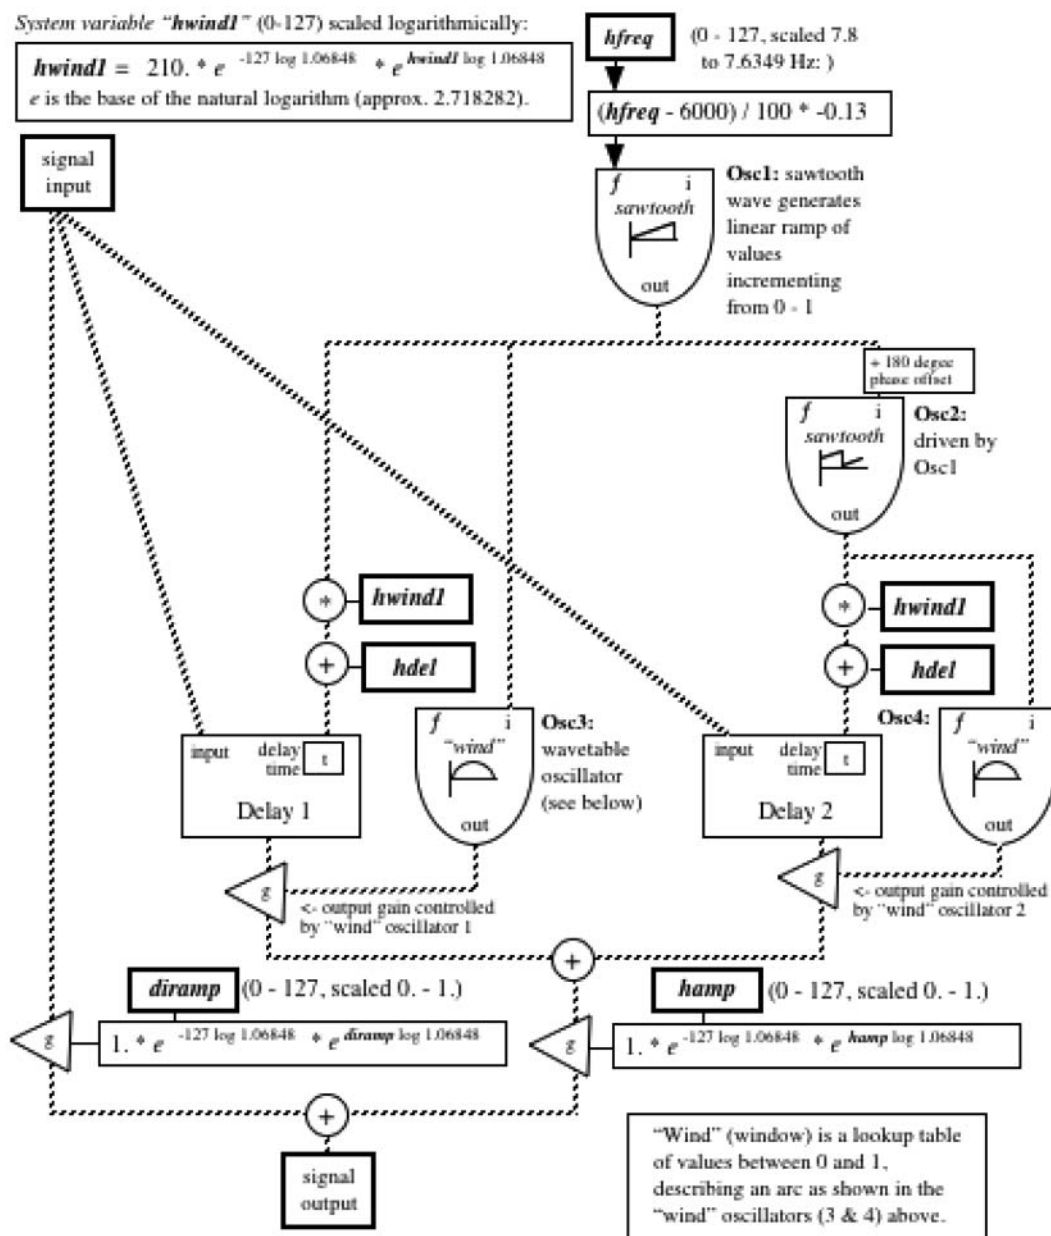 System variable “hwind1” (0-127) scaled logarithmically:
hwind1 = 210. * e -127 log 1.06848 * e hwind1 log 1.06848
e is the base of the natural logarithm (approx. 2.718282).
hfreq
(0 - 127, scaled 7.8
to 7.6349 Hz: )
(hfreq - 6000) / 100 * -0.13
signal
input
f i
sawtooth
out
Osc1: sawtooth
wave generates
linear ramp of
values
incrementing
from 0 - 1
+ 180 degee
phase offset
f i
sawtooth
out
Osc2:
driven by
Osc1
*
hwind1
+
hdel
*
hwind1
+
hdel
input delay
time t
Delay 1
f i
“wind”
out
Osc3:
wavetable
oscillator
(see below)
input delay
time t
Delay 2
Osc4:
f i
“wind”
out
g
<- output gain controlled
by “wind” oscillator 1
g
<- output gain controlled
by “wind” oscillator 2
+
diramp
(0 - 127, scaled 0. - 1.)
hamp
(0 - 127, scaled 0. - 1.)
g
1. * e -127 log 1.06848 * e diramp log 1.06848
g
1. * e -127 log 1.06848 * e hamp log 1.06848
+
signal
output
“Wind” (window) is a lookup table
of values between 0 and 1,
describing an arc as shown in the
“wind” oscillators (3 & 4) above.